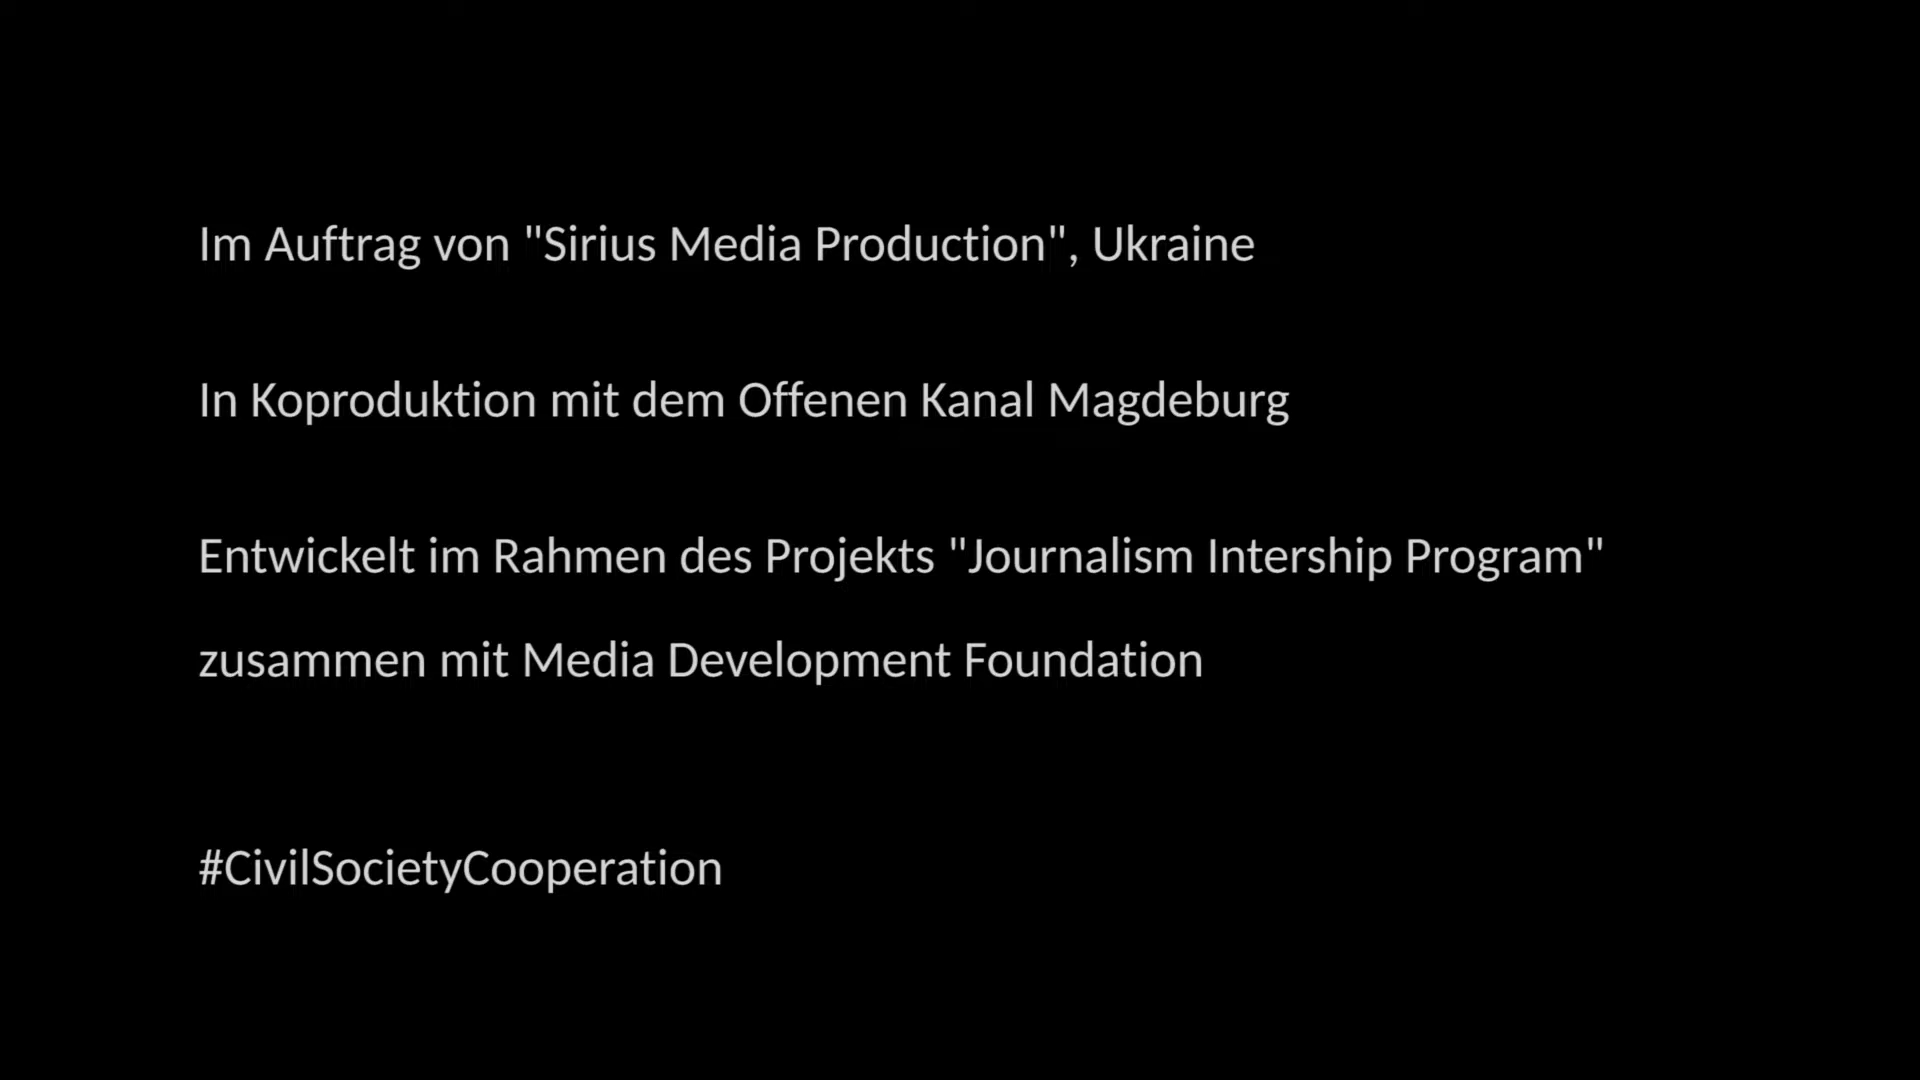 Im Auftrag von "Sirius Media Production", Ukraine
In Koproduktion mit dem Offenen Kanal Magdeburg
Entwickelt im Rahmen des Projekts "Journalism Intership Program"
zusammen mit Media Development Foundation
#CivilSocietyCooperation